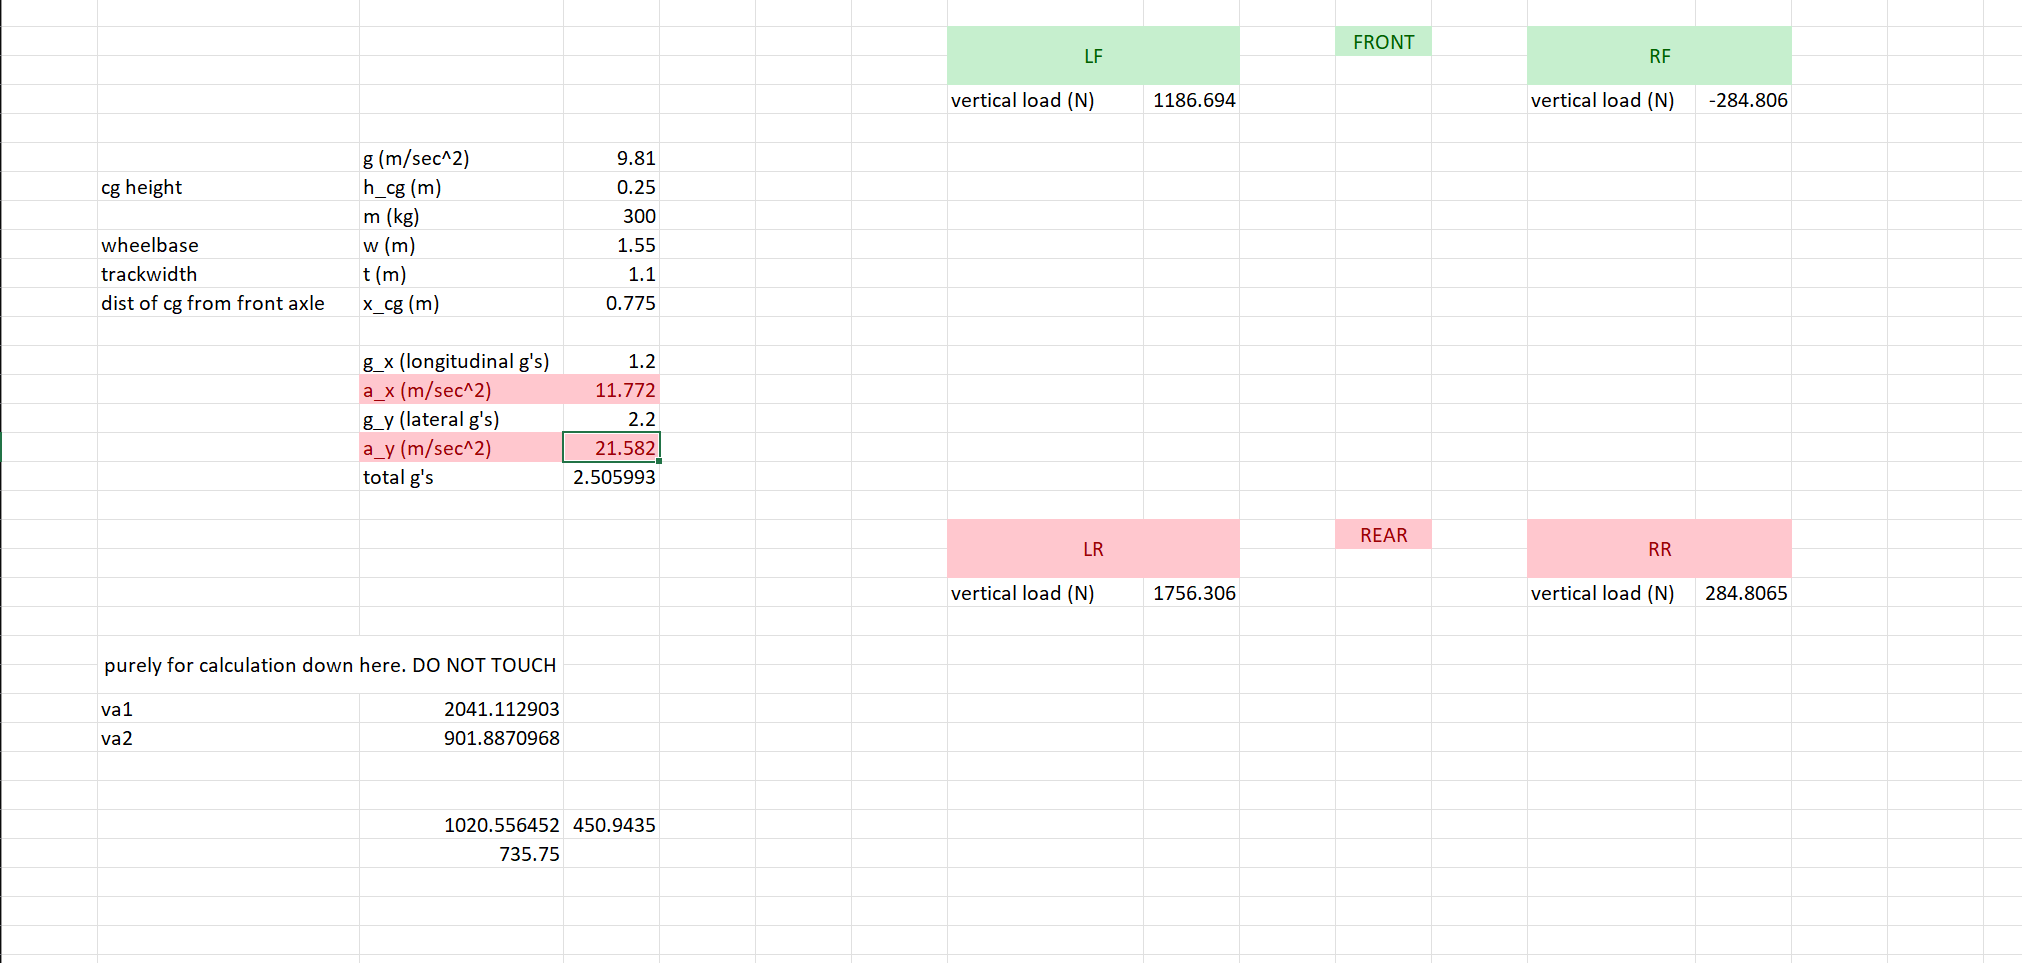 FRONT
LF RF
vertical load (N) 1186.694 vertical load (N) -284.806
g (m/sec^2) 9.81
cg height h_cg (m) 0.25
m (kg) 300
wheelbase w (m) 1.55
trackwidth t (m) 1.1
dist of cg from front axle x_cg (m) 0.775
g_x (longitudinal g's) 1.2
a_x (m/sec^2) 11.772
g_y (lateral g's) 2.2
a_y (m/sec^2) 21.582
total g's 2.505993
REAR
LR RR
vertical load (N) 1756.306 vertical load (N) 284.8065
purely for calculation down here. DO NOT TOUCH
va1 2041.112903
va2 901.8870968
1020.556452 450.9435
735.75